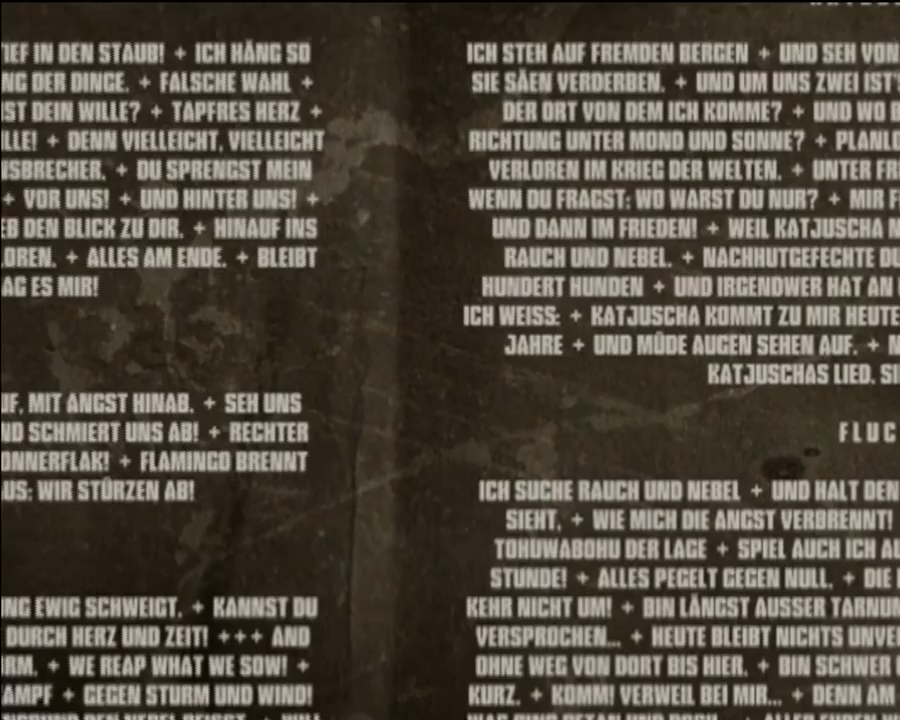 IEF IN DEN STAUB! + ICH HÄNG SO
NG DER DINGE. + FALSCHE WAHL +
ST DEIN WILLE? + TAPFRES HERZ +
LLE! + DENN VIELLEICHT, VIELLEICHT
SBRECHER. + DU SPRENGST MEIN
+ VOR UNS! + UND HINTER UNS! +
EB DEN BLICK ZU DIR. + HINAUF INS
OREN. + ALLES AM ENDE. + BLEIBT
AG ES MIR!
UF, MIT ANGST HINAB. + SEH UNS
ND SCHMIERT UNS AB! + RECHTER
ONNERFLAK! + FLAMINGO BRENNT
US: WIR STÜRZEN AB!
NG EWIG SCHWEIGT. + KANNST DU
DURCH HERZ UND ZEIT! +++ AND
RM. + WE REAP WHAT WE SOW! +
AMPF + GEGEN STURM UND WIND!
ICH STEH AUF FREMDEN BERGEN + UND SEH VON
SIE SÄEN VERDERBEN. + UND UM UNS ZWEI IST'
DER ORT VON DEM ICH KOMME? + UND WO
RICHTUNG UNTER MOND UND SONNE? + PLANLO
VERLOREN IM KRIEG DER WELTEN. + UNTER FR
WENN DU FRAGST: WO WARST DU NUR? + MIR F
UND DANN IM FRIEDEN! + WEIL KATJUSCHA N
RAUCH UND NEBEL. + NACHHUTGEFECHTE DU
HUNDERT HUNDEN + UND IRGENDWER HAT AN
ICH WEISS: + KATJUSCHA KOMMT ZU MIR HEUTE
JAHRE + UND MÜDE AUGEN SEHEN AUF. + N
KATJUSCHAS LIED. SI
FLUC
ICH SUCHE RAUCH UND NEBEL + UND HALT DEN
SIEHT, + WIE MICH DIE ANGST VERBRENNT!
TOHUWABOHU DER LAGE + SPIEL AUCH ICH AU
STUNDE! + ALLES PEGELT GEGEN NULL. + DIE
KEHR NICHT UM! + BIN LÄNGST AUSSER TARNUN
VERSPROCHEN... + HEUTE BLEIBT NICHTS UNVE
OHNE WEG VON DORT BIS HIER. + BIN SCHWER
KURZ. + KOMM! VERWEIL BEI MIR... + DENN AM